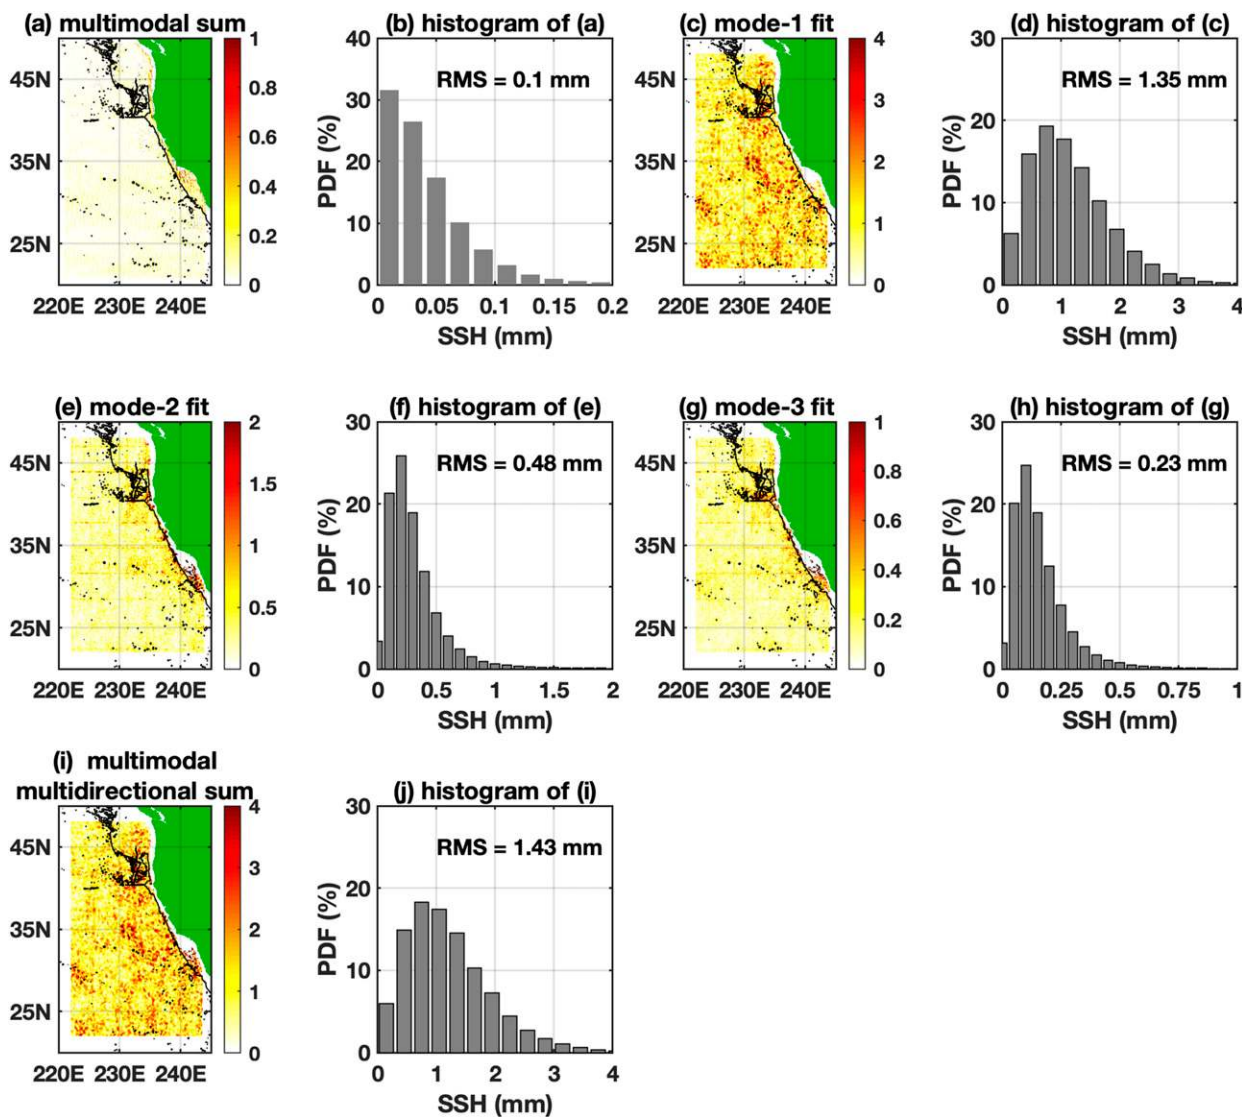 (a) multimodal sum
45N
35N
25N
220E 230E 240E
1
0.8
0.6
0.4
0.2
0
(b) histogram of (a)
RMS = 0.1 mm
PDF (%)
40
30
20
10
0
0 0.05 0.1 0.15 0.2
SSH (mm)
(c) mode-1 fit
45N
35N
25N
220E 230E 240E
4
3
2
1
0
(d) histogram of (c)
RMS = 1.35 mm
PDF (%)
30
20
10
0
0 1 2 3 4
SSH (mm)
(e) mode-2 fit
45N
35N
25N
220E 230E 240E
2
1.5
1
0.5
0
(f) histogram of (e)
RMS = 0.48 mm
PDF (%)
30
20
10
0
0 0.5 1 1.5 2
SSH (mm)
(g) mode-3 fit
45N
35N
25N
220E 230E 240E
1
0.8
0.6
0.4
0.2
0
(h) histogram of (g)
RMS = 0.23 mm
PDF (%)
30
20
10
0
0 0.25 0.5 0.75 1
SSH (mm)
(i) multimodal
multidirectional sum
45N
35N
25N
220E 230E 240E
4
3
2
1
0
(j) histogram of (i)
RMS = 1.43 mm
PDF (%)
30
20
10
0
0 1 2 3 4
SSH (mm)